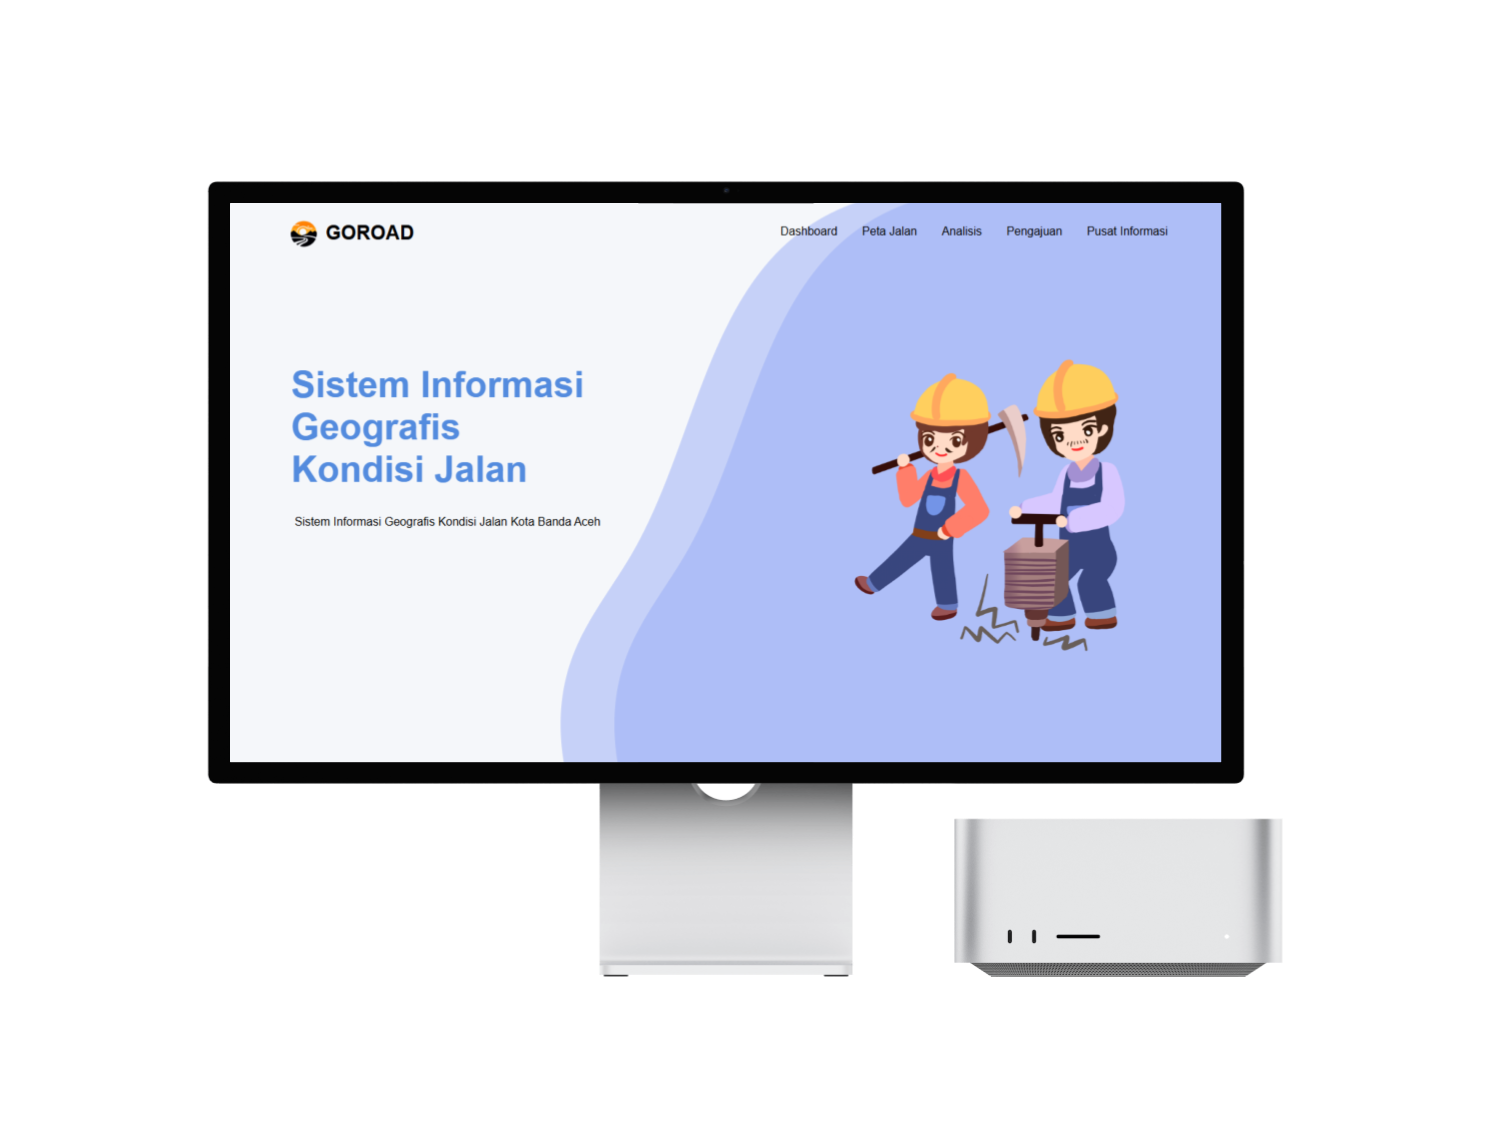 GOROAD
Dashboard Peta Jalan Analisis Pengajuan Pusat Informasi
Sistem Informasi
Geografis
Kondisi Jalan
Sistem Informasi Geografis Kondisi Jalan Kota Banda Aceh